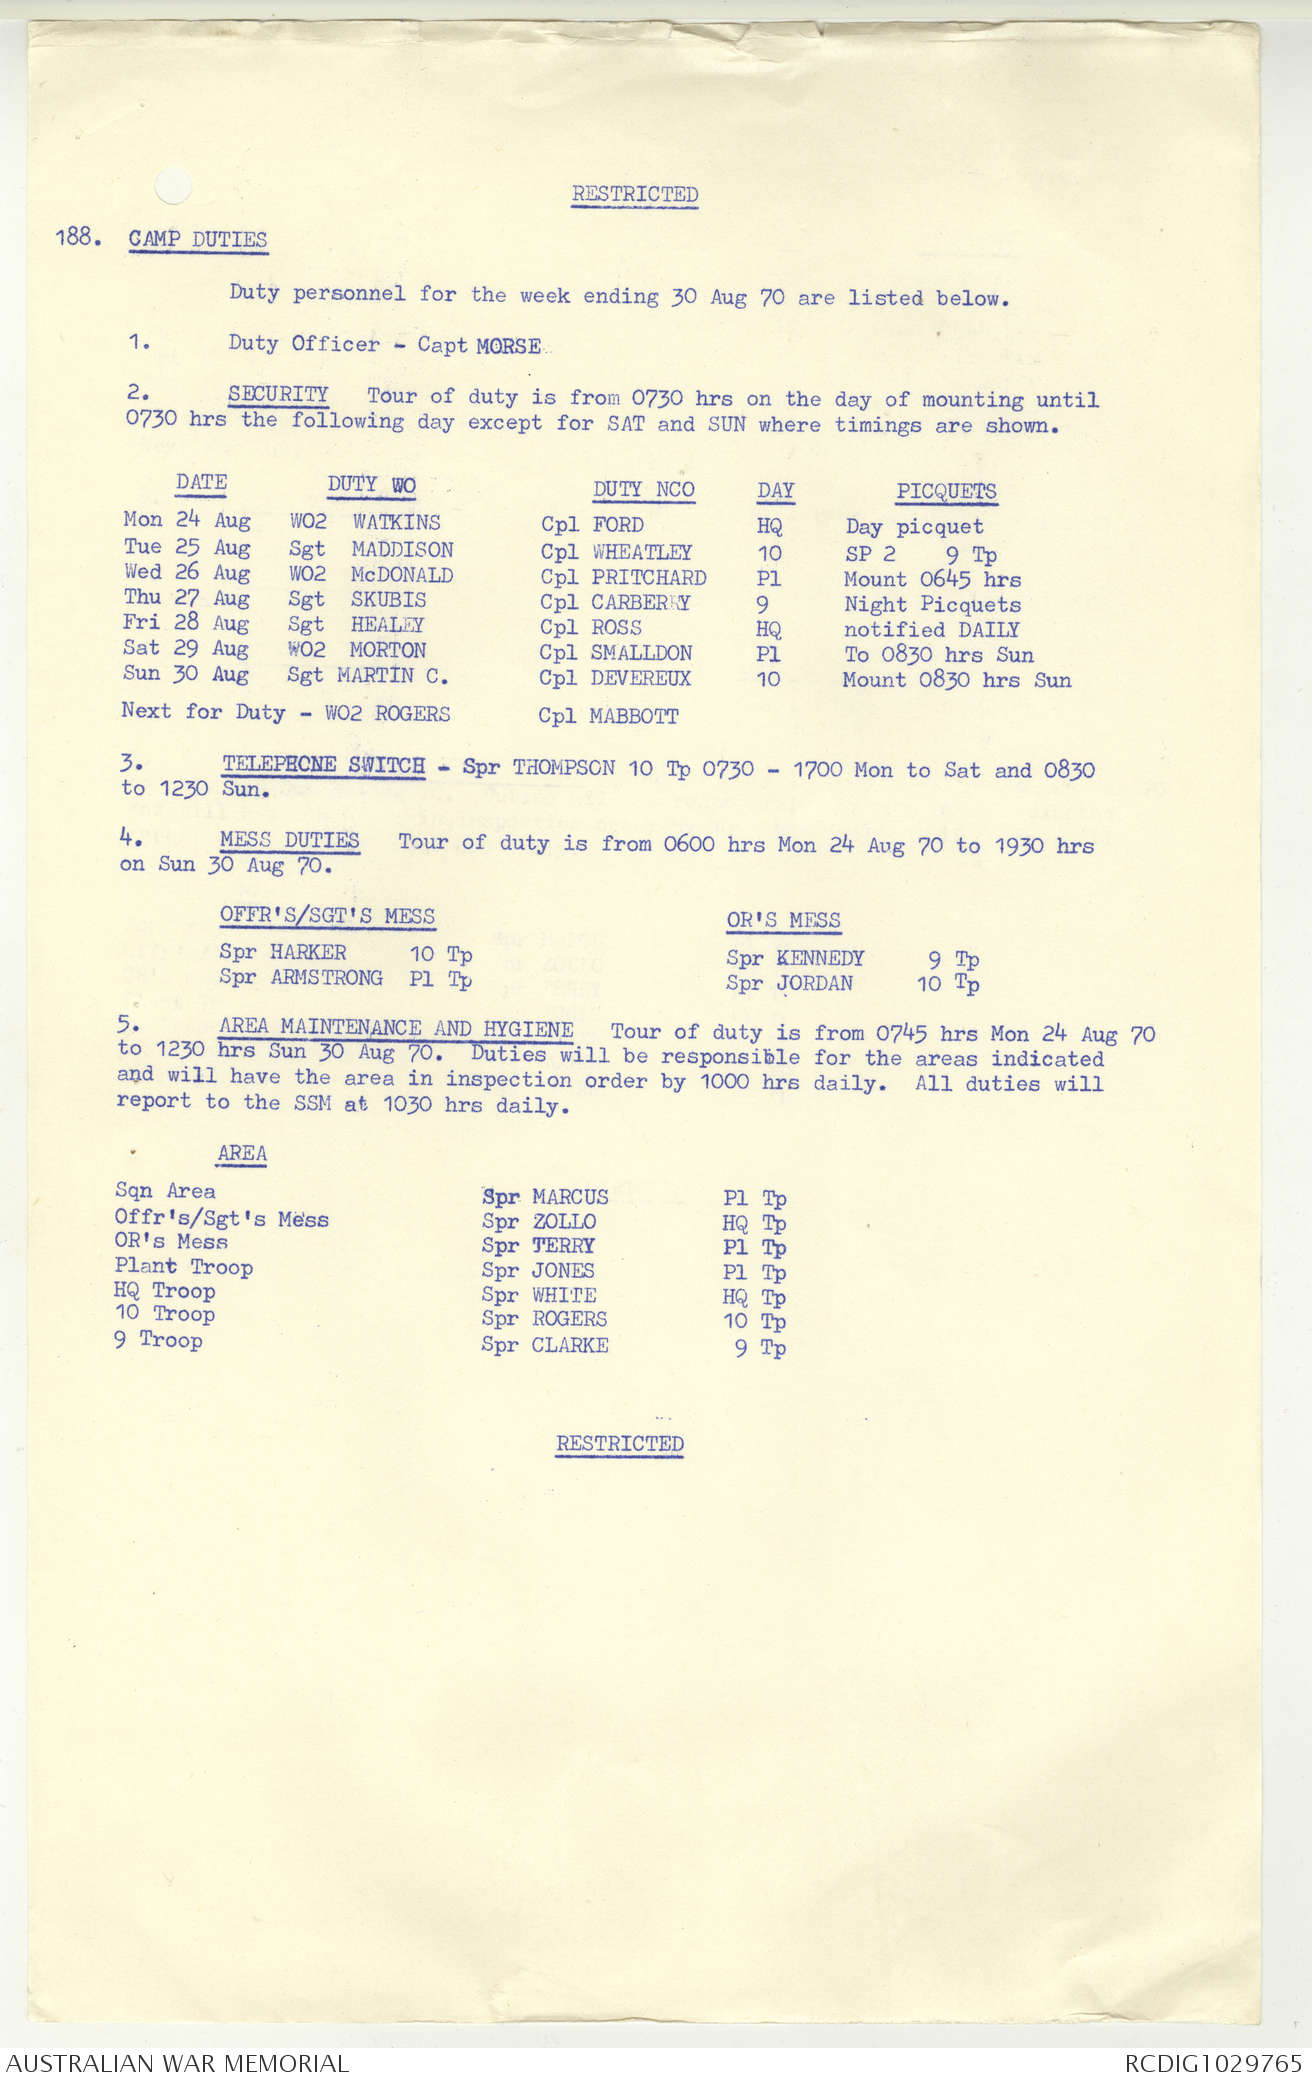 RESTRICTED
188. CAMP DUTIES
Duty personnel for the week ending 30 Aug 70 are listed below.
1. Duty Officer - Capt MORSE
2. SECURITY Tour of duty is from 0730 hrs on the day of mounting until
0730 hrs the following day except for SAT and SUN where timings are shown.
DATE DUTY WO DUTY NCO DAY PICQUETS
Mon 24 Aug WO2 WATKINS Cpl FORD HQ Day picquet
Tue 25 Aug Sgt MADDISON Cpl WHEATLEY 10 SP 2 9 Tp
Wed 26 Aug WO2 McDONALD Cpl PRITCHARD Pl Mount 0645 hrs
Thu 27 Aug Sgt SKUBIS Cpl CARBERRY 9 Night Picquets
Fri 28 Aug Sgt HEALEY Cpl ROSS HQ notified DAILY
Sat 29 Aug WO2 MORTON Cpl SMALLDON Pl To 0830 hrs Sun
Sun 30 Aug Sgt MARTIN C. Cpl DEVEREUX 10 Mount 0830 hrs Sun
Next for Duty - WO2 ROGERS Cpl MABBOTT
3. TELEPHONE SWITCH - Spr THOMPSON 10 Tp 0730 - 1700 Mon to Sat and 0830
to 1230 Sun.
4. MESS DUTIES Tour of duty is from 0600 hrs Mon 24 Aug 70 to 1930 hrs
on Sun 30 Aug 70.
OFFR'S/SGT'S MESS OR'S MESS
Spr HARKER 10 Tp Spr KENNEDY 9 Tp
Spr ARMSTRONG Pl Tp Spr JORDAN 10 Tp
5. AREA MAINTENANCE AND HYGIENE Tour of duty is from 0745 hrs Mon 24 Aug 70
to 1230 hrs Sun 30 Aug 70. Duties will be responsible for the areas indicated
and will have the area in inspection order by 1000 hrs daily. All duties will
report to the SSM at 1030 hrs daily.
AREA
Sqn Area Spr MARCUS Pl Tp
Offr's/Sgt's Mess Spr ZOLLO HQ Tp
OR's Mess Spr TERRY Pl Tp
Plant Troop Spr JONES Pl Tp
HQ Troop Spr WHITE HQ Tp
10 Troop Spr ROGERS 10 Tp
9 Troop Spr CLARKE 9 Tp
RESTRICTED
AUSTRALIAN WAR MEMORIAL RCDIG1029765